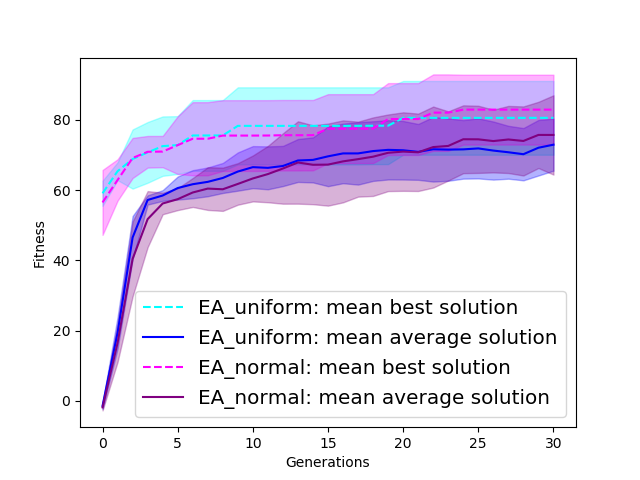 80
60
40
20
0
Fitness
EA_uniform: mean best solution
EA_uniform: mean average solution
EA_normal: mean best solution
EA_normal: mean average solution
0 5 10 15 20 25 30
Generations